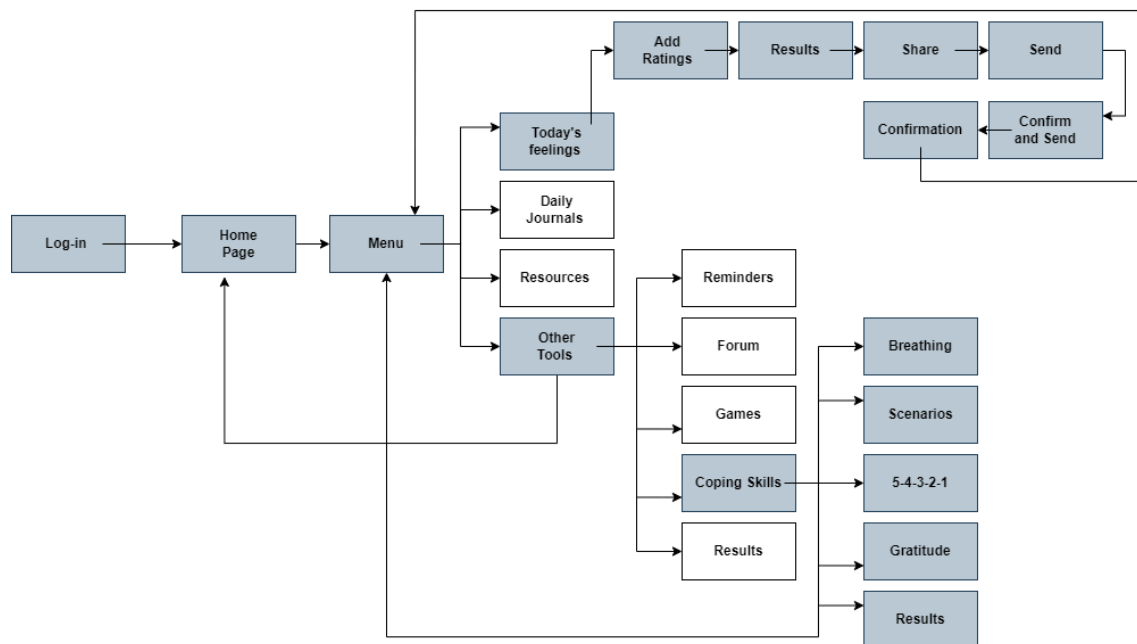 Add
Ratings
Results
Share
Send
Confirmation
Confirm
and Send
Today's
feelings
Daily
Journals
Log-in
Home
Page
Menu
Resources
Reminders
Other
Tools
Forum
Breathing
Games
Scenarios
Coping Skills
5-4-3-2-1
Results
Gratitude
Results